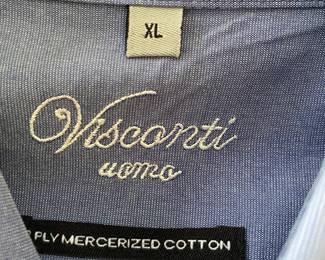 XL
Visconti
uomo
PLY MERCERIZED COTTON